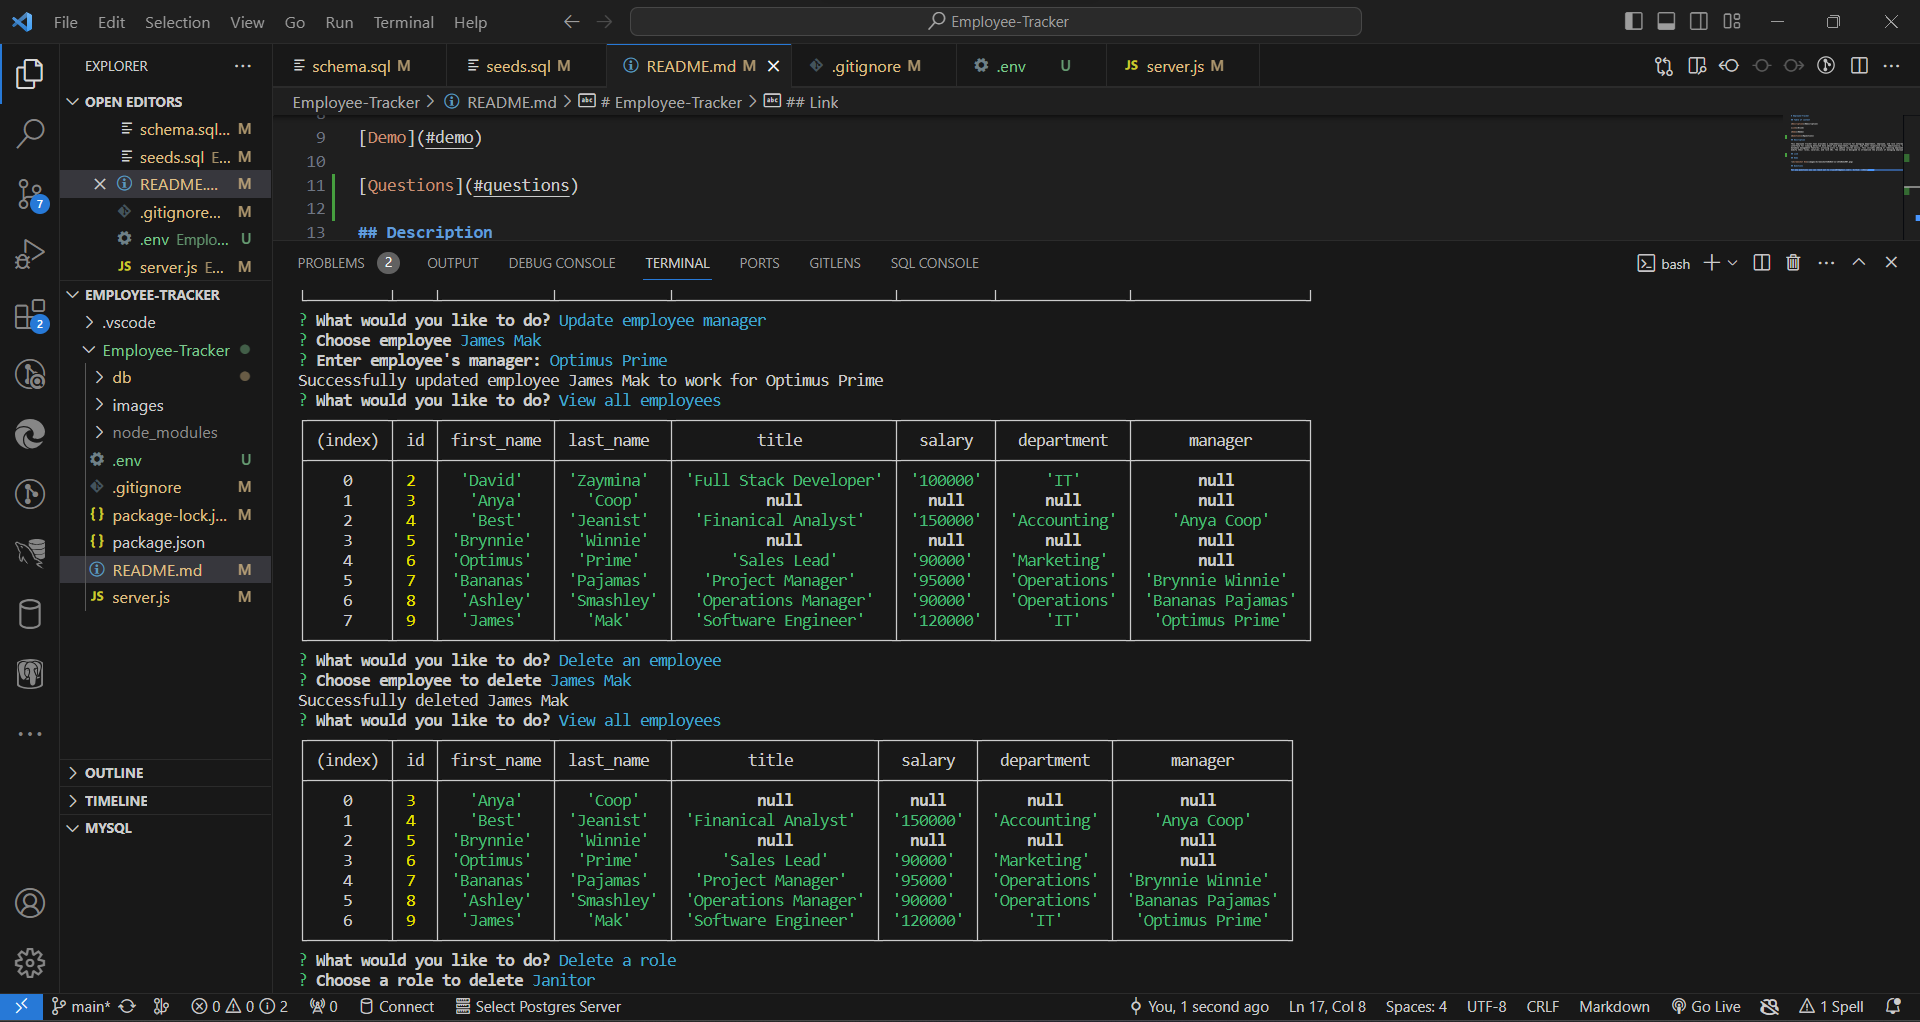 File Edit Selection View Go Run Terminal Help
Employee-Tracker
EXPLORER
OPEN EDITORS
schema.sql... M
seeds.sql E... M
README.... M
.gitignore... M
.env Emplo... U
server.js E... M
EMPLOYEE-TRACKER
.vscode
Employee-Tracker
db
images
node_modules
.env U
.gitignore M
package-lock.j... M
package.json
README.md M
server.js M
OUTLINE
TIMELINE
MYSQL
7
2
schema.sql M seeds.sql M README.md M .gitignore M .env U server.js M
Employee-Tracker > README.md > # Employee-Tracker > ## Link
9 [Demo](#demo)
10
11 [Questions](#questions)
12
13 ## Description
PROBLEMS 2 OUTPUT DEBUG CONSOLE TERMINAL PORTS GITLENS SQL CONSOLE bash
? What would you like to do? Update employee manager
? Choose employee James Mak
? Enter employee's manager: Optimus Prime
Successfully updated employee James Mak to work for Optimus Prime
? What would you like to do? View all employees
(index) id first_name last_name title salary department manager
0 2 'David' 'Zaymina' 'Full Stack Developer' '100000' 'IT' null
1 3 'Anya' 'Coop' null null null null
2 4 'Best' 'Jeanist' 'Finanical Analyst' '150000' 'Accounting' 'Anya Coop'
3 5 'Brynnie' 'Winnie' null null null null
4 6 'Optimus' 'Prime' 'Sales Lead' '90000' 'Marketing' null
5 7 'Bananas' 'Pajamas' 'Project Manager' '95000' 'Operations' 'Brynnie Winnie'
6 8 'Ashley' 'Smashley' 'Operations Manager' '90000' 'Operations' 'Bananas Pajamas'
7 9 'James' 'Mak' 'Software Engineer' '120000' 'IT' 'Optimus Prime'
? What would you like to do? Delete an employee
? Choose employee to delete James Mak
Successfully deleted James Mak
? What would you like to do? View all employees
(index) id first_name last_name title salary department manager
0 3 'Anya' 'Coop' null null null null
1 4 'Best' 'Jeanist' 'Finanical Analyst' '150000' 'Accounting' 'Anya Coop'
2 5 'Brynnie' 'Winnie' null null null null
3 6 'Optimus' 'Prime' 'Sales Lead' '90000' 'Marketing' null
4 7 'Bananas' 'Pajamas' 'Project Manager' '95000' 'Operations' 'Brynnie Winnie'
5 8 'Ashley' 'Smashley' 'Operations Manager' '90000' 'Operations' 'Bananas Pajamas'
6 9 'James' 'Mak' 'Software Engineer' '120000' 'IT' 'Optimus Prime'
? What would you like to do? Delete a role
? Choose a role to delete Janitor
main* 0 0 2 0 Connect Select Postgres Server You, 1 second ago Ln 17, Col 8 Spaces: 4 UTF-8 CRLF Markdown Go Live 1 Spell